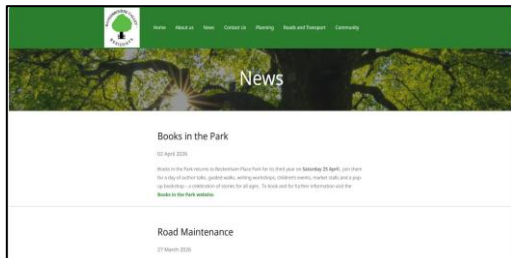 Home About us News Contact Us Planning Roads and Transport Community
News
Books in the Park
02 April 2026
Books in the Park returns to Beckenham Place Park for its third year on Saturday 25 April. Join them
for a day of author talks, guided walks, writing workshops, children's events, market stalls and a pop-
up bookshop – a celebration of stories for all ages. To book and for further information visit the
Books in the Park website.
Road Maintenance
27 March 2026